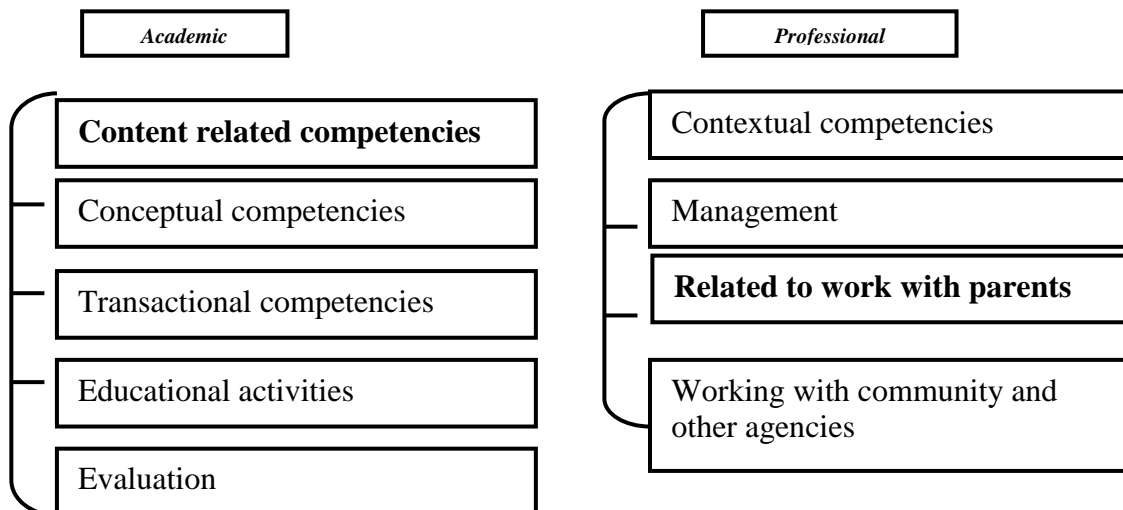 Academic
Content related competencies
Conceptual competencies
Transactional competencies
Educational activities
Evaluation
Professional
Contextual competencies
Management
Related to work with parents
Working with community and
other agencies